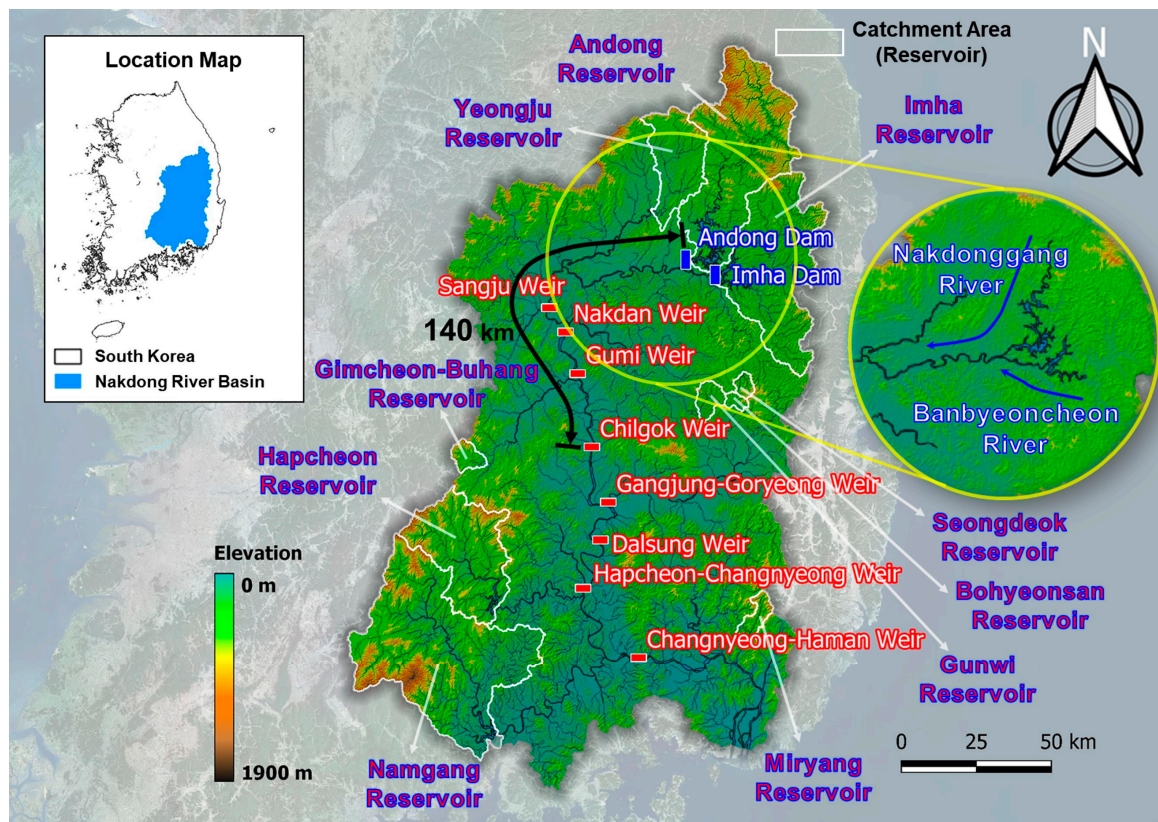 Location Map
South Korea
Nakdong River Basin
Catchment Area
(Reservoir)
N
Andong
Reservoir
Yeongju
Reservoir
Imha
Reservoir
Andong Dam
Imha Dam
Nakdonggang
River
Banbyeoncheon
River
Sangju Weir
Nakdan Weir
140 km
Gumi Weir
Gimcheon-Buhang
Reservoir
Chilgok Weir
Hapcheon
Reservoir
Gangjung-Goryeong Weir
Seongdeok
Reservoir
Dalsung Weir
Hapcheon-Changnyeong Weir
Bohyeonsan
Reservoir
Elevation
0 m
1900 m
Changnyeong-Haman Weir
Gunwi
Reservoir
Namgang
Reservoir
Miryang
Reservoir
0 25 50 km